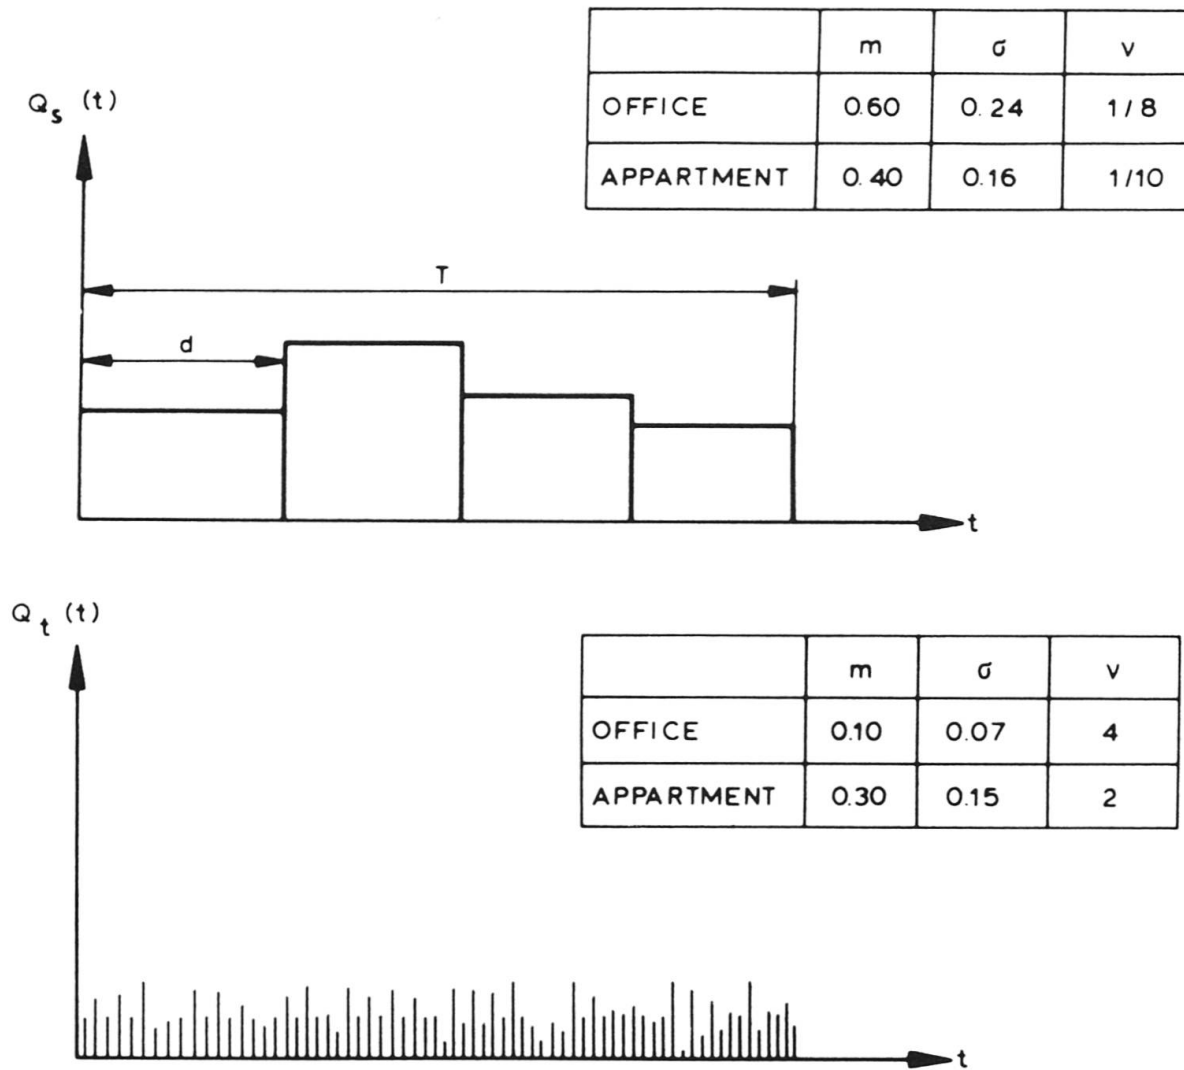 m σ ν
OFFICE 0.60 0.24 1/8
APPARTMENT 0.40 0.16 1/10
Qs (t)
T
d
t
Qt (t)
m σ ν
OFFICE 0.10 0.07 4
APPARTMENT 0.30 0.15 2
t